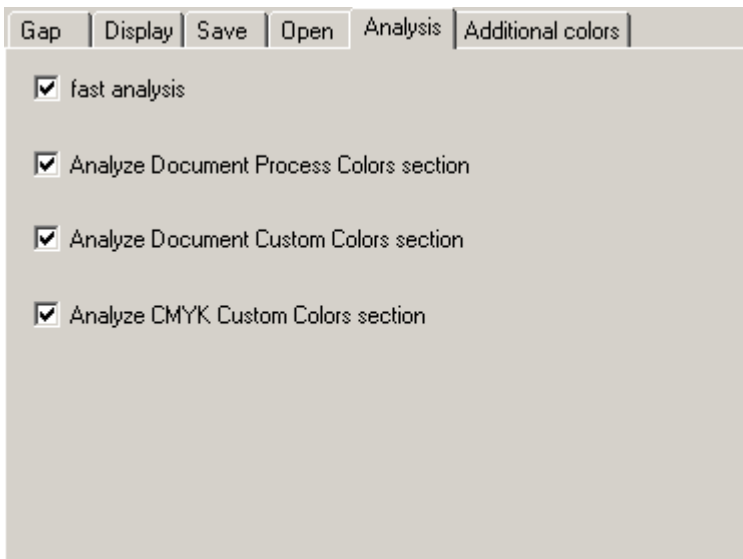 Gap Display Save Open Analysis Additional colors
fast analysis
Analyze Document Process Colors section
Analyze Document Custom Colors section
Analyze CMYK Custom Colors section